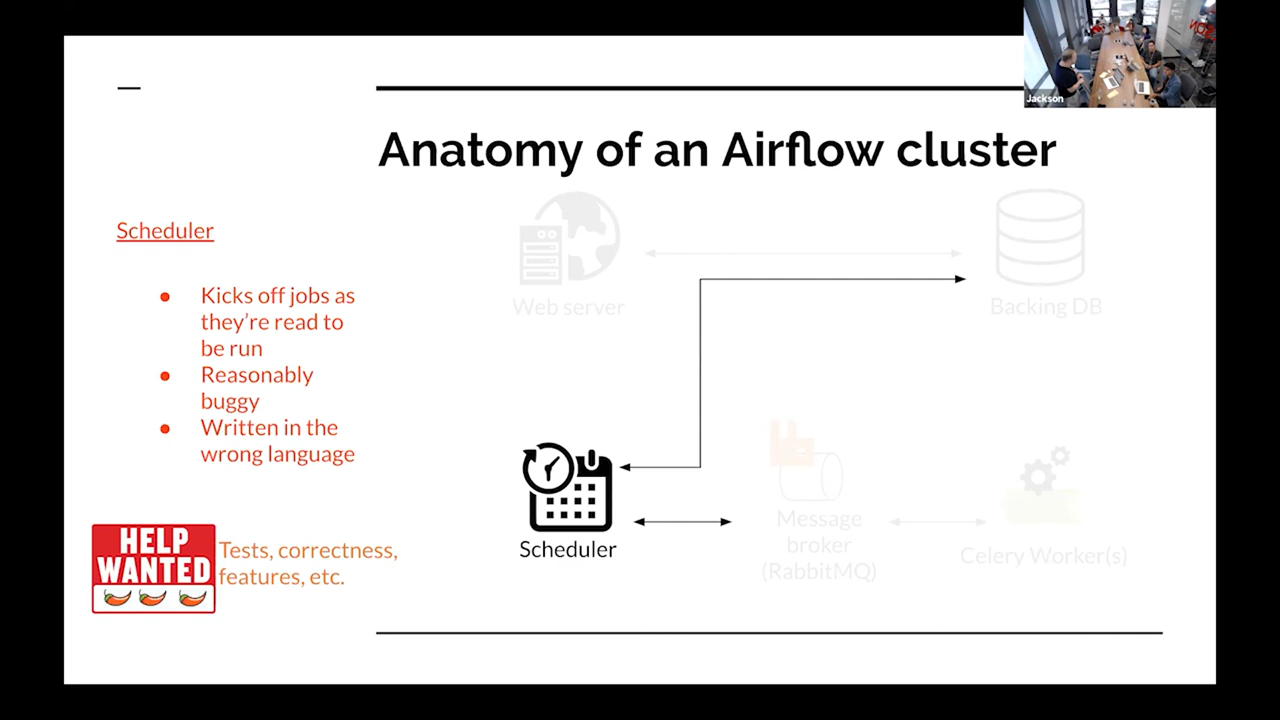 Jackson
Anatomy of an Airflow cluster
Scheduler
Kicks off jobs as
they're read to
be run
Reasonably
buggy
Written in the
wrong language
HELP
WANTED
Tests, correctness,
features, etc.
Web server
Backing DB
Scheduler
Message
broker
(RabbitMQ)
Celery Worker(s)